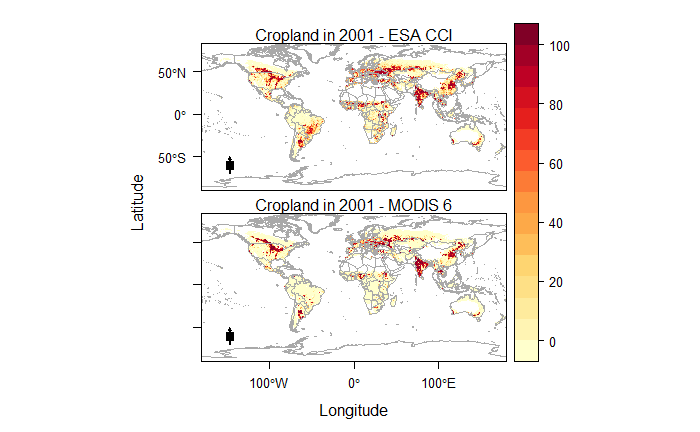 Cropland in 2001 - ESA CCI
50°N
0°
50°S
Cropland in 2001 - MODIS 6
100°W
0°
100°E
Longitude
Latitude
100
80
60
40
20
0